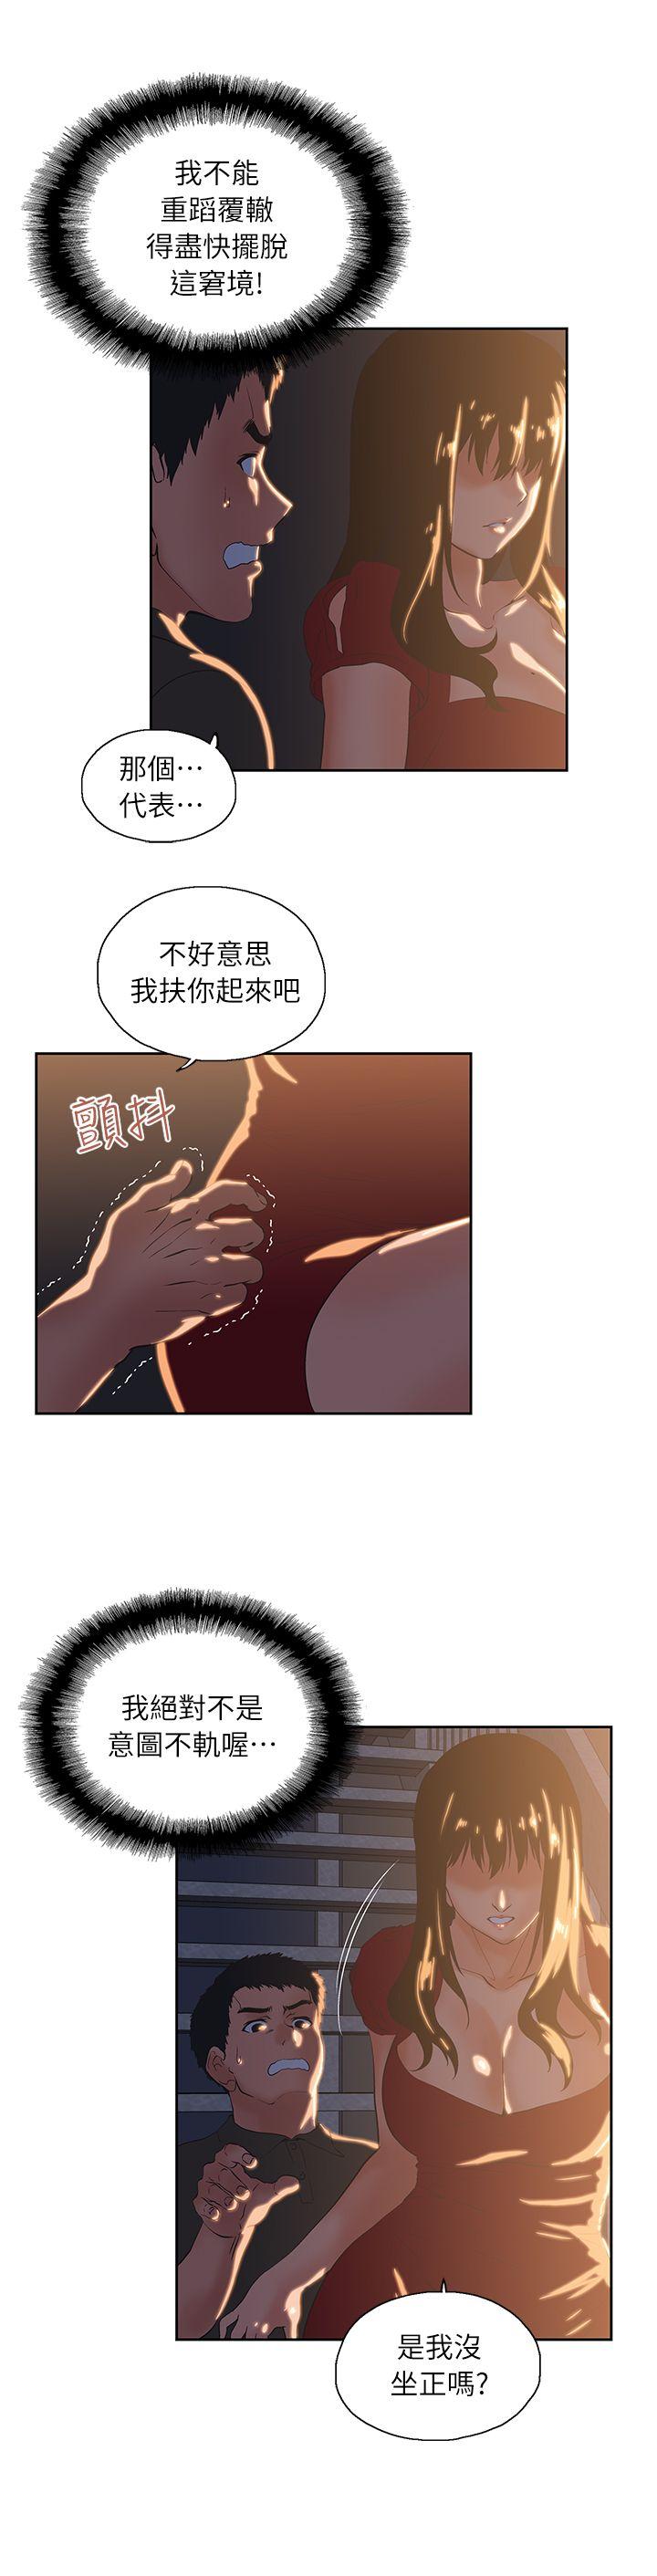 我不能
重蹈覆轍
得盡快擺脫
這窘境!
那個…
代表…
不好意思
我扶你起來吧
顫抖
我絕對不是
意圖不軌喔…
是我沒
坐正嗎?